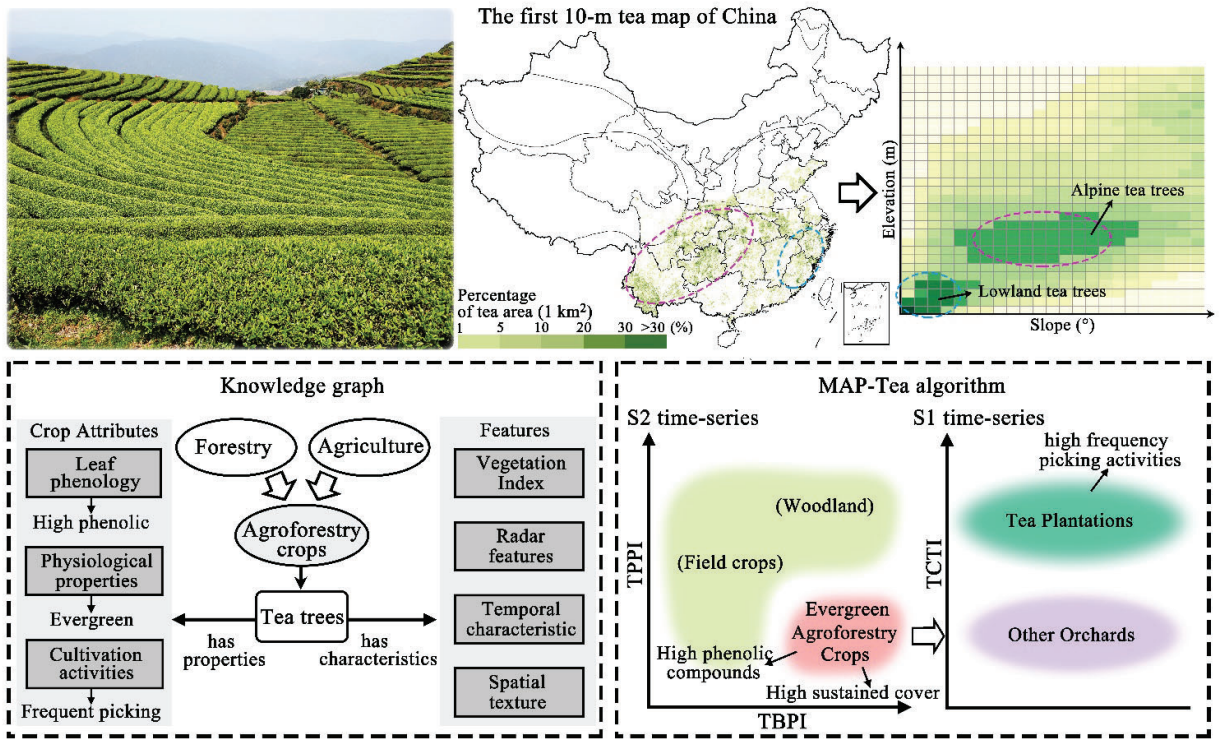 The first 10-m tea map of China
Percentage
of tea area (1 km²)
1 5 10 20 30 >30 (%)
Elevation (m)
Alpine tea trees
Lowland tea trees
Slope (°)
Knowledge graph
Crop Attributes
Leaf
phenology
High phenolic
Physiological
properties
Evergreen
Cultivation
activities
Frequent picking
Forestry
Agriculture
Agroforestry
crops
Tea trees
has
properties
has
characteristics
Features
Vegetation
Index
Radar
features
Temporal
characteristic
Spatial
texture
MAP-Tea algorithm
S2 time-series
TPPI
(Woodland)
(Field crops)
Evergreen
Agroforestry
Crops
High phenolic
compounds
High sustained cover
TBPI
S1 time-series
TCTI
high frequency
picking activities
Tea Plantations
Other Orchards